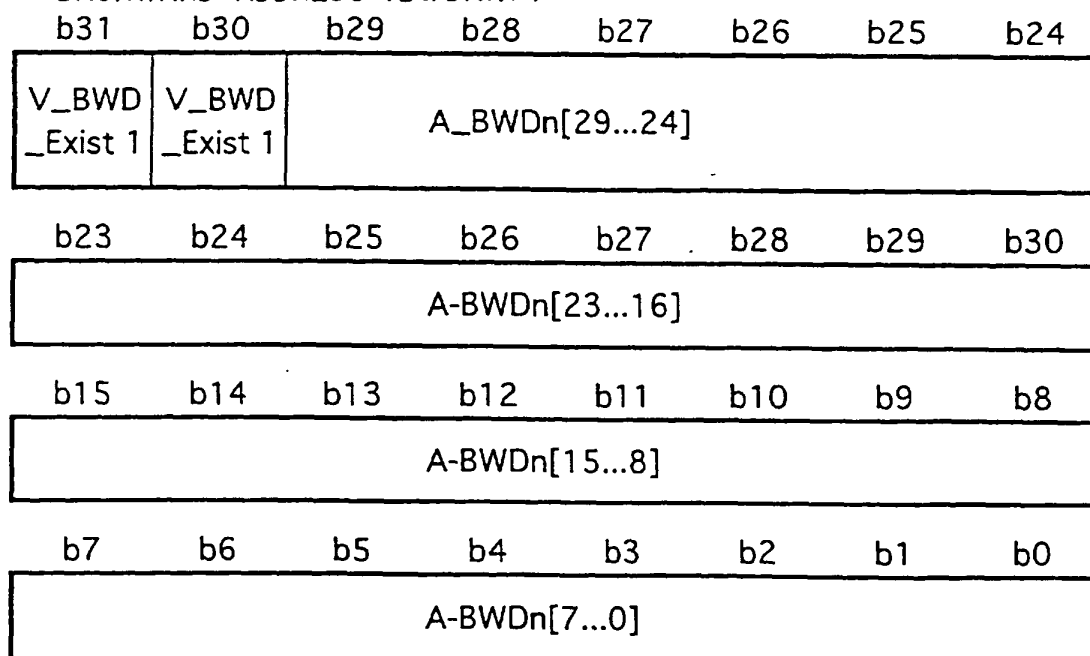 b31 b30 b29 b28 b27 b26 b25 b24
V_BWD _Exist 1
V_BWD _Exist 1
A_BWDn[29...24]
b23 b24 b25 b26 b27 b28 b29 b30
A-BWDn[23...16]
b15 b14 b13 b12 b11 b10 b9 b8
A-BWDn[15...8]
b7 b6 b5 b4 b3 b2 b1 b0
A-BWDn[7...0]